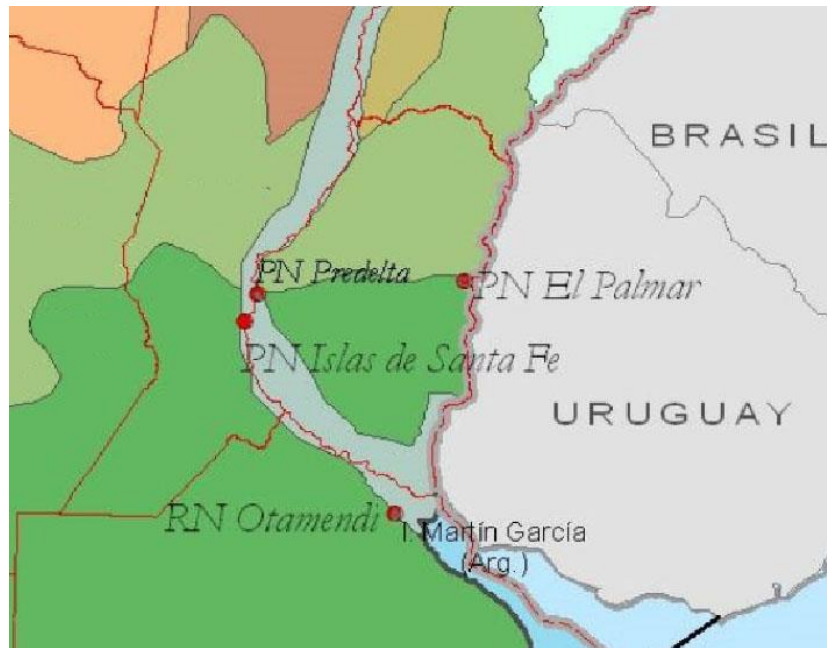 BRASIL
PN Predelta
PN El Palmar
PN Islas de Santa Fe
URUGUAY
RN Otamendi
I. Martín García
(Arg.)